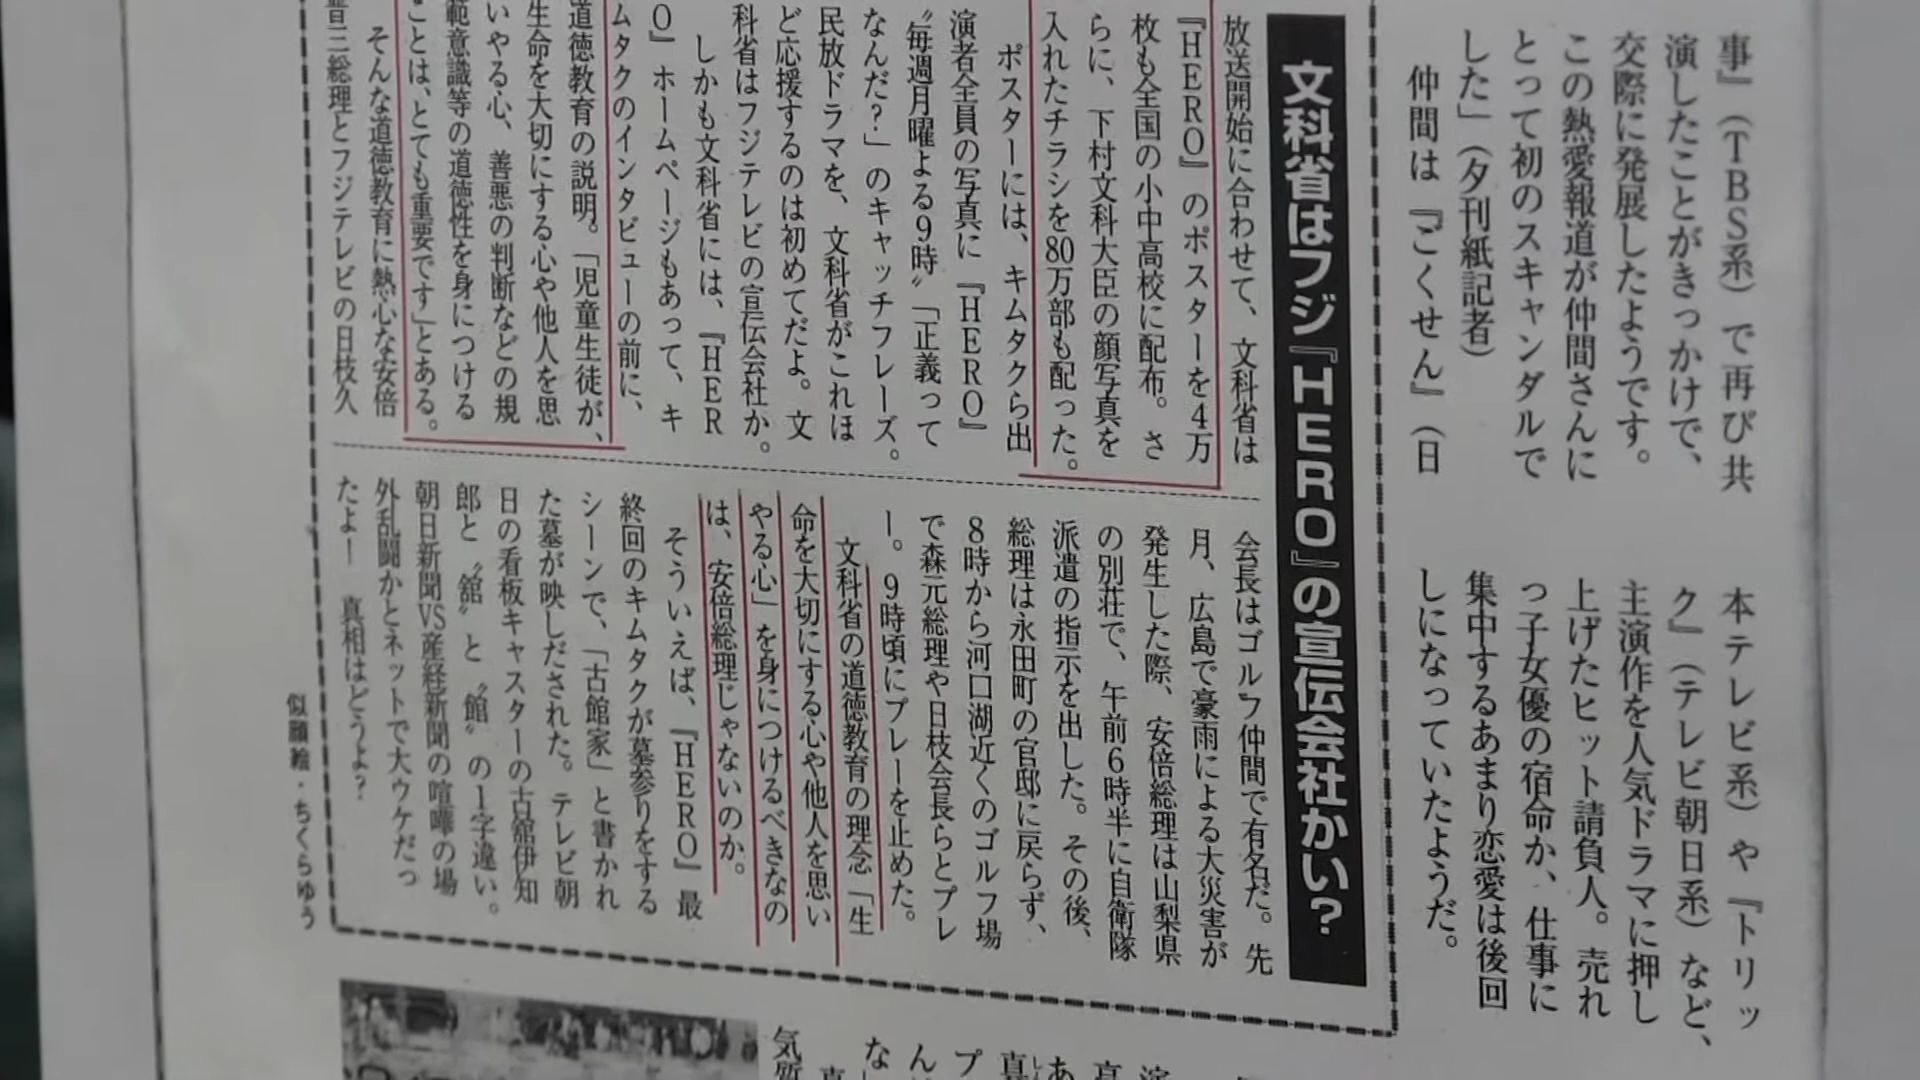 事』(TBS系)で再び共
演したことがきっかけで、
交際に発展したようです。
この熱愛報道が仲間さんに
とって初のスキャンダルで
した」(夕刊紙記者)
仲間は『ごくせん』(日
本テレビ系)や『トリッ
ク』(テレビ朝日系)など、
主演作を人気ドラマに押し
上げたヒット請負人。売れ
っ子女優の宿命か、仕事に
集中するあまり恋愛は後回
しになっていたようだ。
文科省はフジ『HERO』の宣伝会社かい?
放送開始に合わせて、文科省は
『HERO』のポスターを4万
枚も全国の小中高校に配布。さ
らに、下村文科大臣の顔写真を
入れたチラシを80万部も配った。
ポスターには、キムタクら出
演者全員の写真に『HERO』
〝毎週月曜よる9時〟「正義って
なんだ?」のキャッチフレーズ。
民放ドラマを、文科省がこれほ
ど応援するのは初めてだよ。文
科省はフジテレビの宣伝会社か。
しかも文科省には、『HER
O』ホームページもあって、キ
ムタクのインタビューの前に、
道徳教育の説明。「児童生徒が、
生命を大切にする心や他人を思
いやる心、善悪の判断などの規
範意識等の道徳性を身につける
ことは、とても重要です」とある。
そんな道徳教育に熱心な安倍
晋三総理とフジテレビの日枝久
会長はゴルフ仲間で有名だ。先
月、広島で豪雨による大災害が
発生した際、安倍総理は山梨県
の別荘で、午前6時半に自衛隊
派遣の指示を出した。その後、
総理は永田町の官邸に戻らず、
8時から河口湖近くのゴルフ場
で森元総理や日枝会長らとプレ
ー。9時頃にプレーを止めた。
文科省の道徳教育の理念「生
命を大切にする心や他人を思い
やる心」を身につけるべきなの
は、安倍総理じゃないのか。
そういえば、『HERO』最
終回のキムタクが墓参りをする
シーンで、「古館家」と書かれ
た墓が映しだされた。テレビ朝
日の看板キャスターの古舘伊知
郎と〝舘〟と〝館〟の一字違い。
朝日新聞VS産経新聞の喧嘩の場
外乱闘かとネットで大ウケだっ
たよー 真相はどうよ?
似顔絵・ちくらゆう